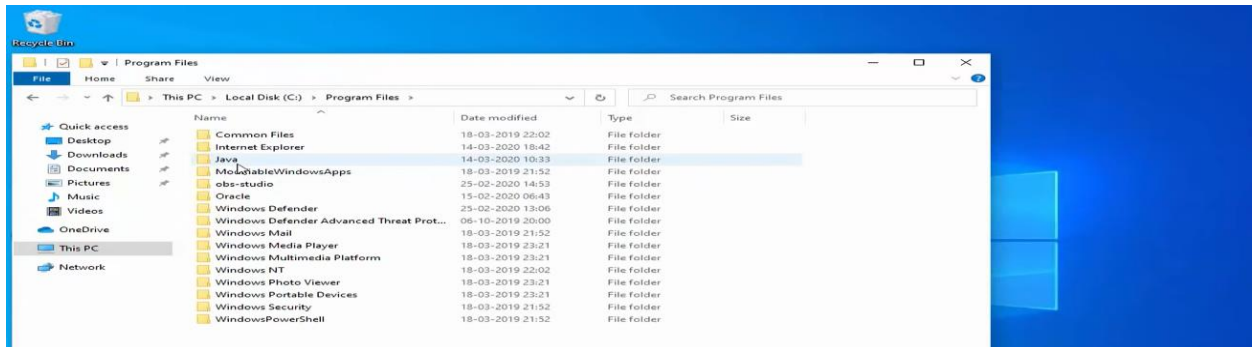 Recycle Bin
Program Files
File Home Share View
This PC > Local Disk (C:) > Program Files > Search Program Files
Name Date modified Type Size
Quick access
Desktop
Downloads
Documents
Pictures
Music
Videos
OneDrive
This PC
Network
Common Files 18-03-2019 22:02 File folder
Internet Explorer 14-03-2020 18:42 File folder
Java 14-03-2020 10:33 File folder
ModifiableWindowsApps 18-03-2019 21:52 File folder
obs-studio 25-02-2020 14:53 File folder
Oracle 15-02-2020 06:43 File folder
Windows Defender 25-02-2020 13:06 File folder
Windows Defender Advanced Threat Prot... 06-10-2019 20:00 File folder
Windows Mail 18-03-2019 21:52 File folder
Windows Media Player 18-03-2019 23:21 File folder
Windows Multimedia Platform 18-03-2019 23:21 File folder
Windows NT 18-03-2019 22:02 File folder
Windows Photo Viewer 18-03-2019 23:21 File folder
Windows Portable Devices 18-03-2019 23:21 File folder
Windows Security 18-03-2019 21:52 File folder
WindowsPowerShell 18-03-2019 21:52 File folder